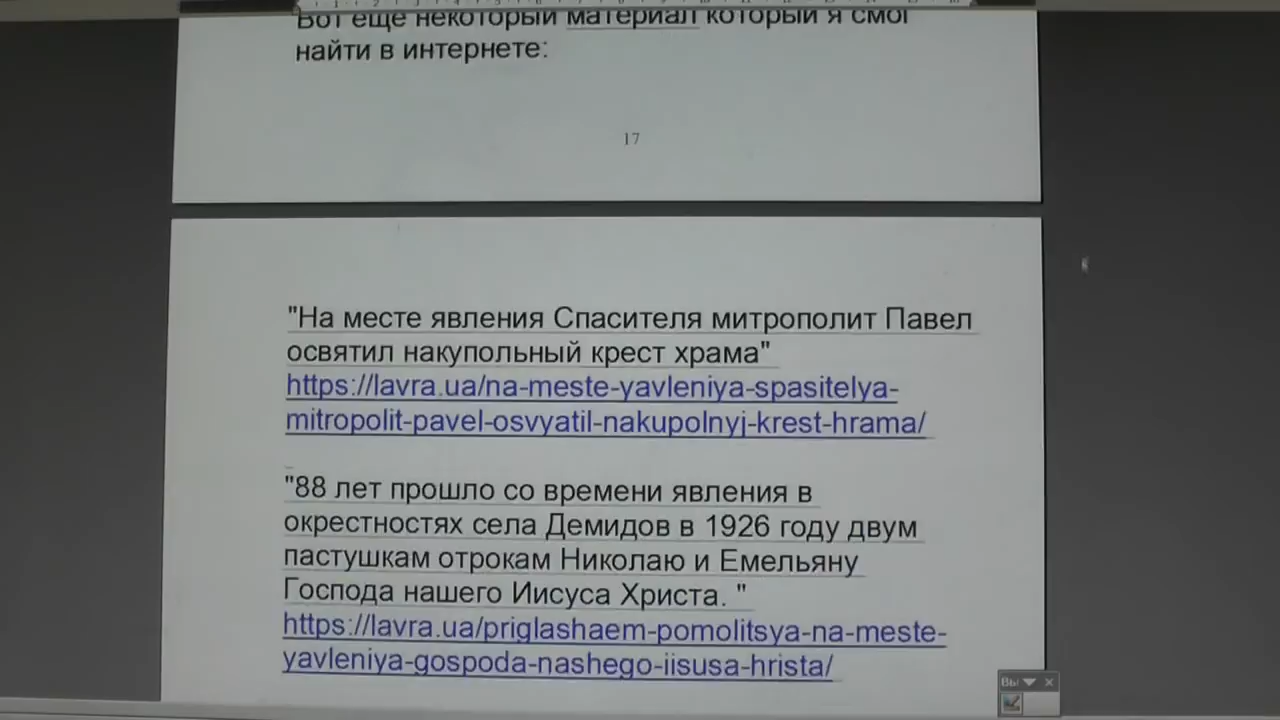 Вот еще некоторый материал который я смог
найти в интернете:
17
"На месте явления Спасителя митрополит Павел
освятил накупольный крест храма"
https://lavra.ua/na-meste-yavleniya-spasitelya-
mitropolit-pavel-osvyatil-nakupolnyj-krest-hrama/
"88 лет прошло со времени явления в
окрестностях села Демидов в 1926 году двум
пастушкам отрокам Николаю и Емельяну
Господа нашего Иисуса Христа. "
https://lavra.ua/priglashaem-pomolitsya-na-meste-
yavleniya-gospoda-nashego-iisusa-hrista/